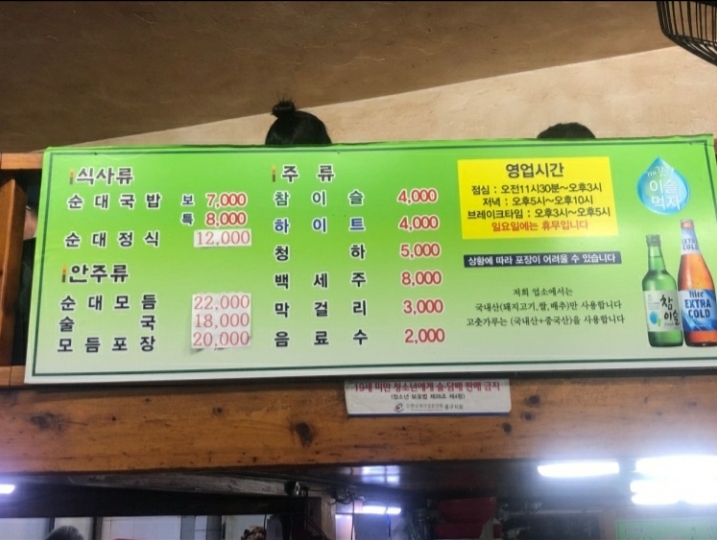 식사류
순대국밥 보 7,000
특 8,000
순대정식 12,000
안주류
순대모듬 22,000
술국 18,000
모듬포장 20,000
주 류
참이슬 4,000
하이트 4,000
청하 5,000
백세주 8,000
막걸리 3,000
음료수 2,000
영업시간
점심 : 오전11시30분~오후3시
저녁 : 오후5시~오후10시
브레이크타임 : 오후3시~오후5시
일요일에는 휴무입니다
상황에 따라 포장이 어려울 수 있습니다
저희 업소에서는
국내산(돼지고기,쌀,배추)만 사용합니다
고춧가루는 (국내산+중국산)을 사용합니다
이슬
먹자
참
이슬
hite
EXTRA
COLD
19세 미만 청소년에게 술·담배 판매 금지